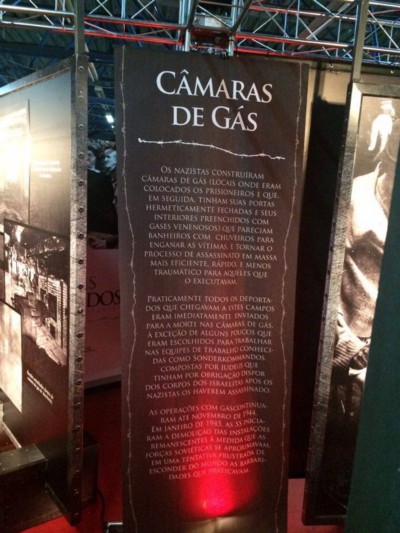 CÂMARAS
DE GÁS
OS NAZISTAS CONSTRUÍRAM
CÂMARAS DE GÁS (LOCAIS ONDE ERAM
COLOCADOS OS PRISIONEIROS E QUE,
EM SEGUIDA, TINHAM SUAS PORTAS
HERMETICAMENTE FECHADAS E SEUS
INTERIORES PREENCHIDOS COM
GASES VENENOSOS) QUE PARECIAM
BANHEIROS COM CHUVEIROS PARA
ENGANAR AS VÍTIMAS, E TORNAR O
PROCESSO DE ASSASSINATO EM MASSA
MAIS EFICIENTE, RÁPIDO, E MENOS
TRAUMÁTICO PARA AQUELES QUE
O EXECUTAVAM.
PRATICAMENTE TODOS OS DEPORTA-
DOS QUE CHEGAVAM A ESTES CAMPOS
ERAM IMEDIATAMENTE ENVIADOS
PARA A MORTE NAS CÂMARAS DE GÁS,
À EXCEÇÃO DE ALGUNS POUCOS QUE
ERAM ESCOLHIDOS PARA TRABALHAR
NAS EQUIPES DE TRABALHO CONHECI-
DAS COMO SONDERKOMMANDOS,
COMPOSTAS POR JUDEUS QUE
TINHAM POR OBRIGAÇÃO DISPOR
DOS CORPOS DOS ISRAELITAS APÓS OS
NAZISTAS OS HAVEREM ASSASSINADO.
AS OPERAÇÕES COM GÁS CONTINUA-
RAM ATÉ NOVEMBRO DE 1944.
EM JANEIRO DE 1945, AS SS INICIA-
RAM A DEMOLIÇÃO DAS INSTALAÇÕES
REMANESCENTES À MEDIDA QUE AS
FORÇAS SOVIÉTICAS SE APROXIMAVAM,
EM UMA TENTATIVA FRUSTRADA DE
ESCONDER DO MUNDO AS BARBARI-
DADES QUE PRATICAVAM.